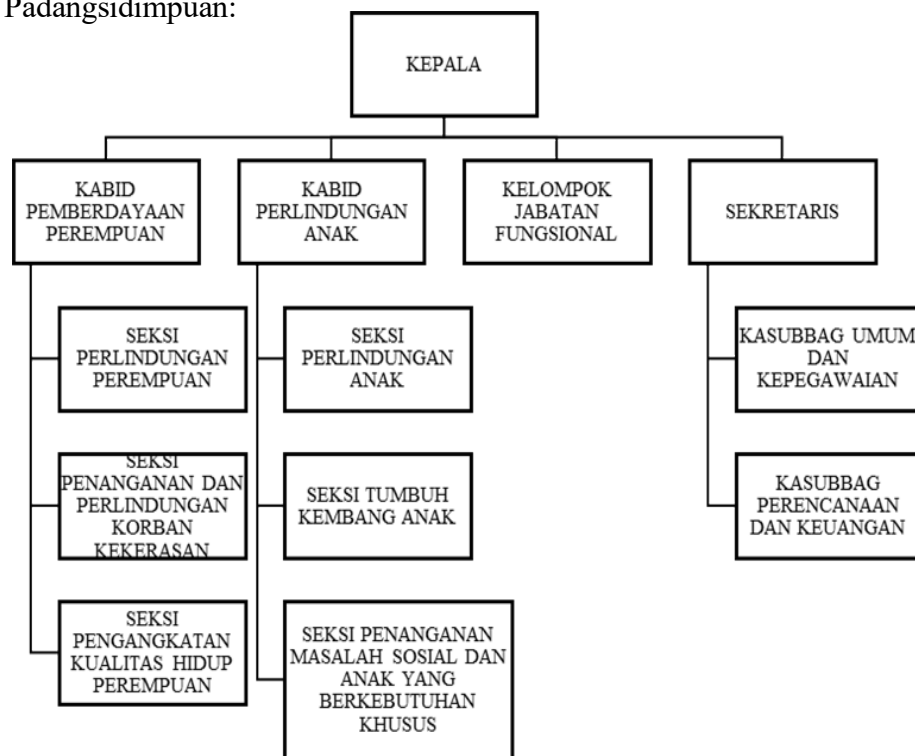 Padangsidimpuan:
KEPALA
KABID
PEMBERDAYAAN
PEREMPUAN
KABID
PERLINDUNGAN
ANAK
KELOMPOK
JABATAN
FUNGSIONAL
SEKRETARIS
SEKSI
PERLINDUNGAN
PEREMPUAN
SEKSI
PENANGANAN DAN
PERLINDUNGAN
KORBAN
KEKERASAN
SEKSI
PENGANGKATAN
KUALITAS HIDUP
PEREMPUAN
SEKSI
PERLINDUNGAN
ANAK
SEKSI TUMBUH
KEMBANG ANAK
SEKSI PENANGANAN
MASALAH SOSIAL DAN
ANAK YANG
BERKEBUTUHAN
KHUSUS
KASUBBAG UMUM
DAN
KEPEGAWAIAN
KASUBBAG
PERENCANAAN
DAN KEUANGAN